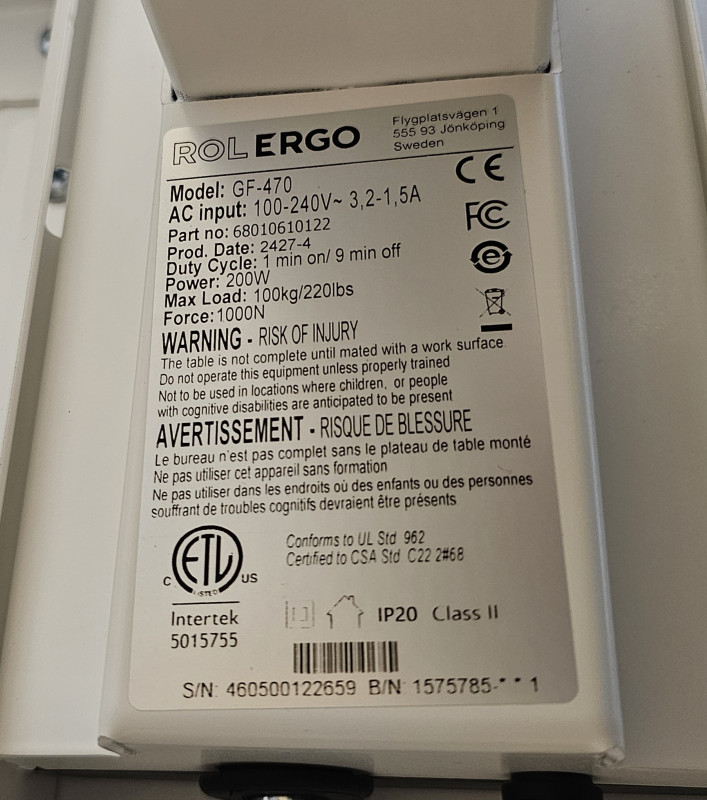 ROL ERGO
Flygplatsvägen 1
555 93 Jönköping
Sweden
Model: GF-470
AC input: 100-240V~ 3,2-1,5A
Part no: 68010610122
Prod. Date: 2427-4
Duty Cycle: 1 min on/ 9 min off
Power: 200W
Max Load: 100kg/220lbs
Force: 1000N
CE
FC
e
WARNING - RISK OF INJURY
The table is not complete until mated with a work surface.
Do not operate this equipment unless properly trained
Not to be used in locations where children, or people
with cognitive disabilities are anticipated to be present
AVERTISSEMENT - RISQUE DE BLESSURE
Le bureau n'est pas complet sans le plateau de table monté
Ne pas utiliser cet appareil sans formation
Ne pas utiliser dans les endroits où des enfants ou des personnes
souffrant de troubles cognitifs devraient être présents
C ETL US
LISTED
Intertek
5015755
Conforms to UL Std 962
Certified to CSA Std C22 2#68
IP20 Class II
S/N: 460500122659 B/N: 1575785-* * 1